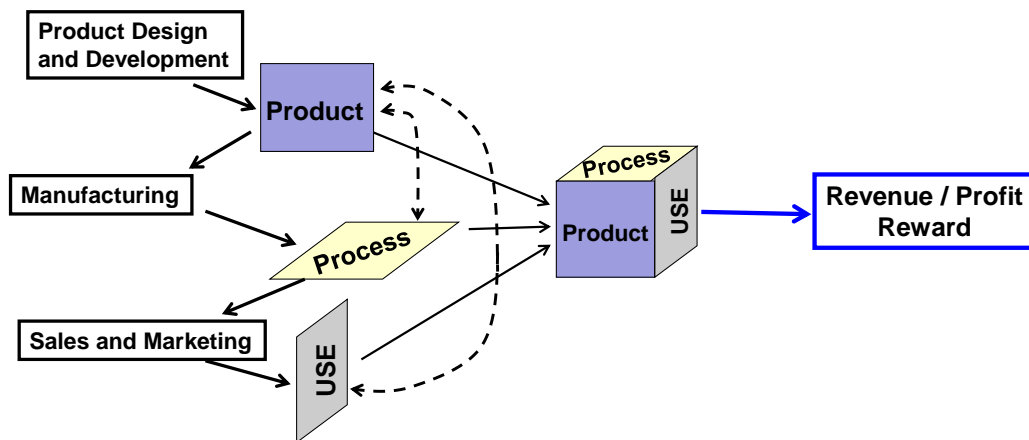 Product Design
and Development
Product
Manufacturing
Process
Sales and Marketing
USE
Process
Product
USE
Revenue / Profit
Reward